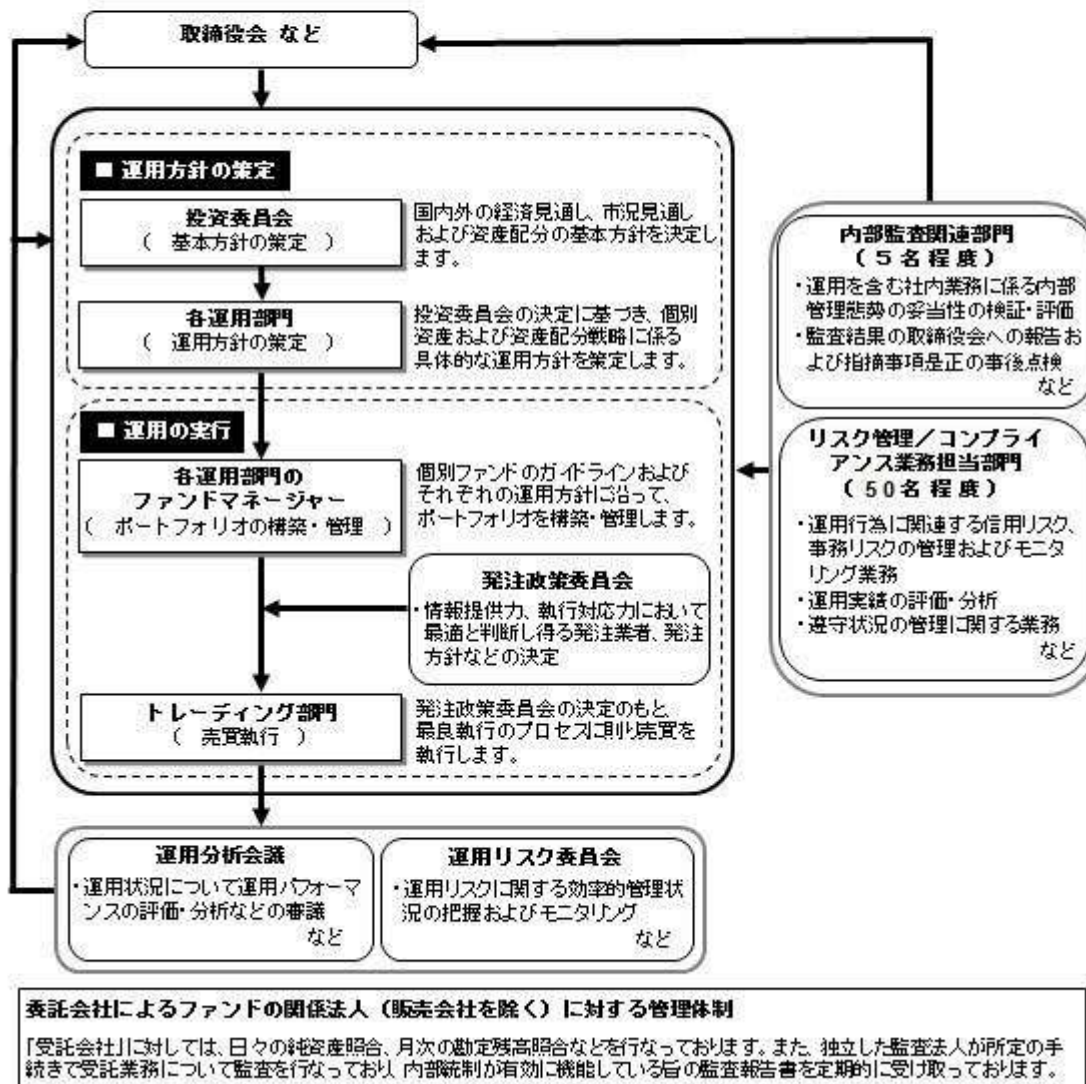 取締役会 など
■ 運用方針の策定
投資委員会
( 基本方針の策定 )
国内外の経済見通し、市況見通し
および資産配分の基本方針を決定し
ます。
各運用部門
( 運用方針の策定 )
投資委員会の決定に基づき、個別
資産および資産配分戦略に係る
具体的な運用方針を策定します。
■ 運用の実行
各運用部門の
ファンドマネージャー
( ポートフォリオの構築・管理 )
個別ファンドのガイドラインおよび
それぞれの運用方針に沿って、
ポートフォリオを構築・管理します。
発注政策委員会
・情報提供力、執行対応力において
最適と判断し得る発注業者、発注
方針などの決定
トレーディング部門
( 売買執行 )
発注政策委員会の決定のもと、
最良執行のプロセスに則り売買を
執行します。
内部監査関連部門
(5名程度)
・運用を含む社内業務に係る内部
管理態勢の妥当性の検証・評価
・監査結果の取締役会への報告お
よび指摘事項是正の事後点検
など
リスク管理/コンプライ
アンス業務担当部門
(50名程度)
・運用行為に関連する信用リスク、
事務リスクの管理およびモニタ
リング業務
・運用実績の評価・分析
・遵守状況の管理に関する業務
など
運用分析会議
・運用状況について運用パフォーマ
ンスの評価・分析などの審議
など
運用リスク委員会
・運用リスクに関する効率的管理状
況の把握およびモニタリング
など
委託会社によるファンドの関係法人(販売会社を除く)に対する管理体制
「受託会社」に対しては、日々の純資産照合、月次の勘定残高照合などを行なっております。また、独立した監査法人が所定の手
続きで受託業務について監査を行なっており、内部統制が有効に機能している旨の監査報告書を定期的に受け取っております。